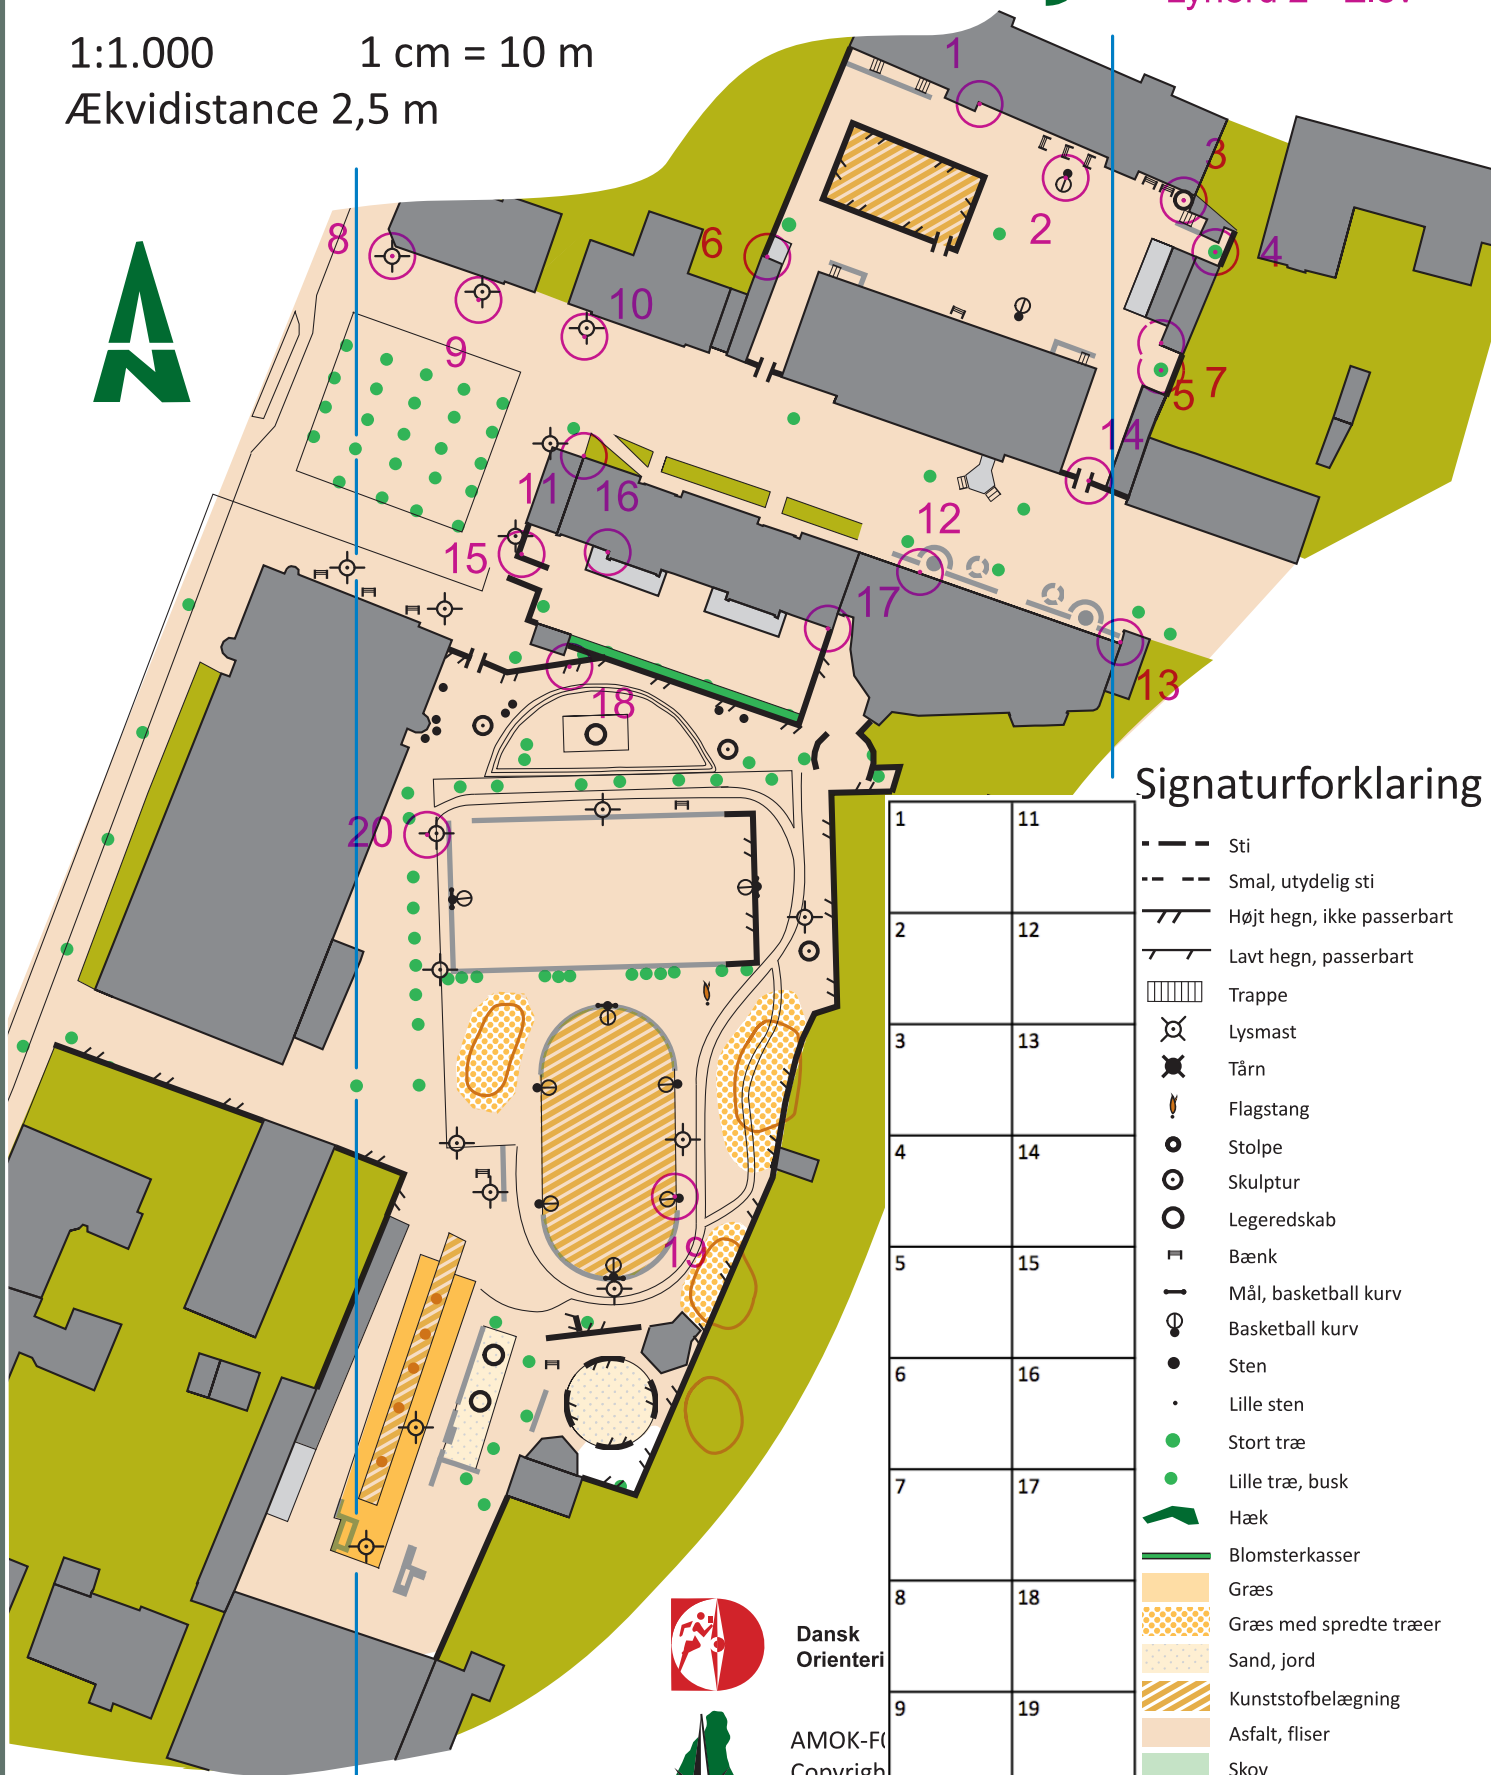 1:1.000 1 cm = 10 m
Ækvidistance 2,5 m
1
2
3
4
5
6
7
8
9
10
11
12
13
14
15
16
17
18
19
20
Signaturforklaring
Sti
Smal, utydelig sti
Højt hegn, ikke passerbart
Lavt hegn, passerbart
Trappe
Lysmast
Tårn
Flagstang
Stolpe
Skulptur
Legeredskab
Bænk
Mål, basketball kurv
Basketball kurv
Sten
Lille sten
Stort træ
Lille træ, busk
Hæk
Blomsterkasser
Græs
Græs med spredte træer
Sand, jord
Kunststofbelægning
Asfalt, fliser
Skov
1 11
2 12
3 13
4 14
5 15
6 16
7 17
8 18
9 19
Dansk
Orienteri
AMOK-F
Copyrigh